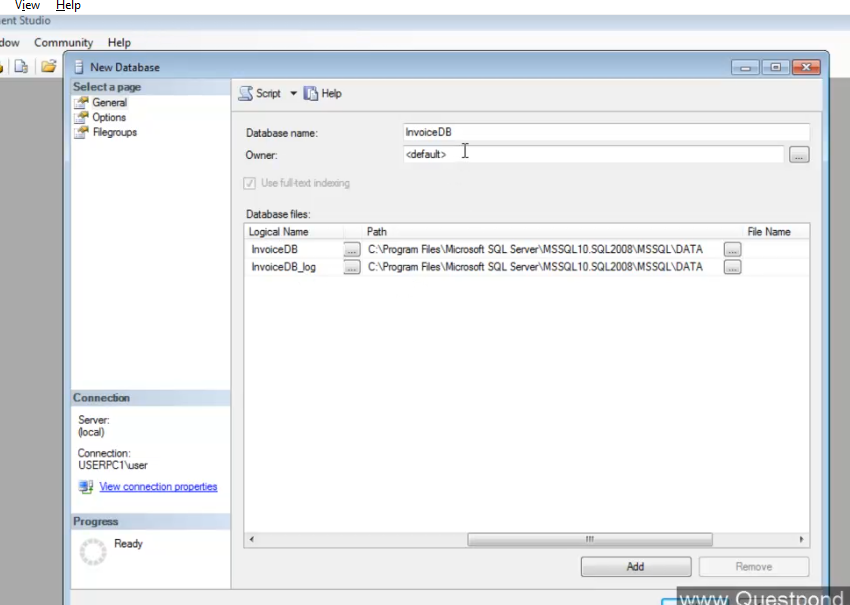 View Help
ent Studio
dow Community Help
New Database
Select a page
General
Options
Filegroups
Script Help
Database name: InvoiceDB
Owner: <default> ...
Use full-text indexing
Database files:
Logical Name Path File Name
InvoiceDB ... C:\Program Files\Microsoft SQL Server\MSSQL10.SQL2008\MSSQL\DATA ...
InvoiceDB_log ... C:\Program Files\Microsoft SQL Server\MSSQL10.SQL2008\MSSQL\DATA ...
Connection
Server:
(local)
Connection:
USERPC1\user
View connection properties
Progress
Ready
Add Remove
www.Questpond